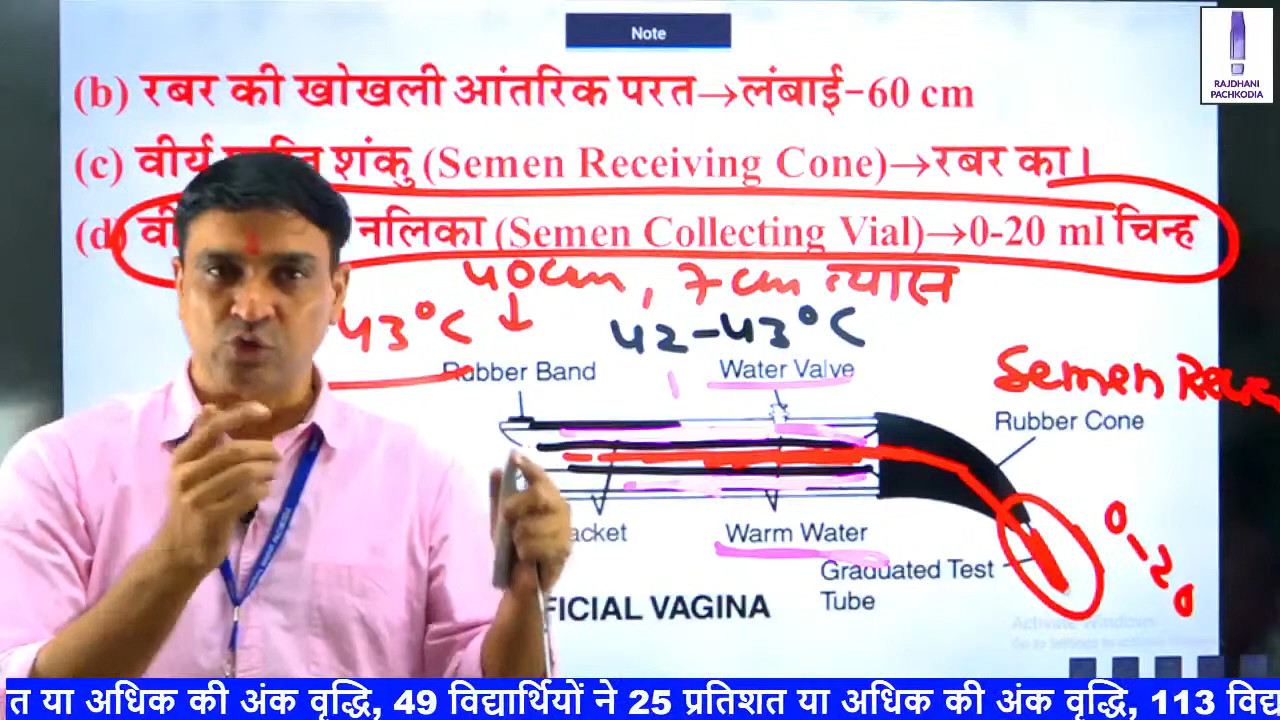 Note
RAJDHANI
PACHKODIA
(b) रबर की खोखली आंतरिक परत→लंबाई-60 cm
(c) वीर्य शंकु (Semen Receiving Cone)→रबर का।
(d) नलिका (Semen Collecting Vial)→0-20 ml चिन्ह
40cm, 7cm व्यास
43°C ↓ 42-43°C
Rubber Band
Water Valve
Semen
Rubber Cone
Warm Water
0-20
Graduated Test
Tube
VAGINA
Activate Windows
या अधिक की अंक वृद्धि, 49 विद्यार्थियों ने 25 प्रतिशत या अधिक की अंक वृद्धि, 113